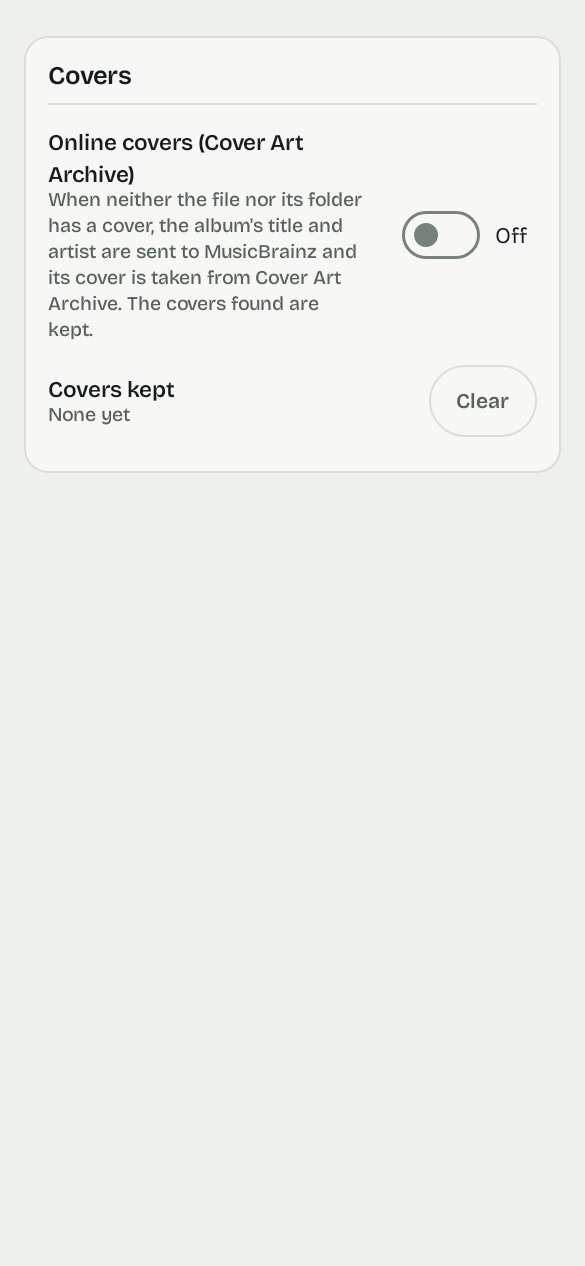 Covers
Online covers (Cover Art
Archive)
When neither the file nor its folder
has a cover, the album's title and
artist are sent to MusicBrainz and
its cover is taken from Cover Art
Archive. The covers found are
kept.
Off
Covers kept
None yet
Clear